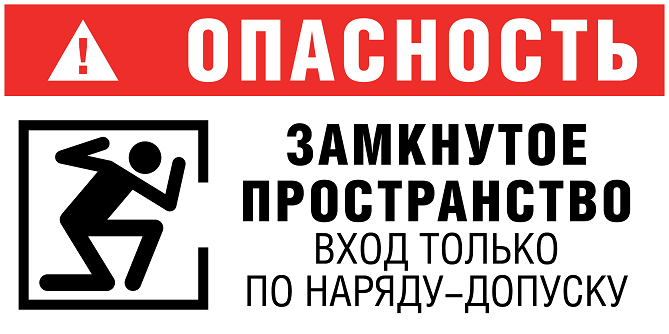 ! ОПАСНОСТЬ
ЗАМКНУТОЕ
ПРОСТРАНСТВО
ВХОД ТОЛЬКО
ПО НАРЯДУ-ДОПУСКУ